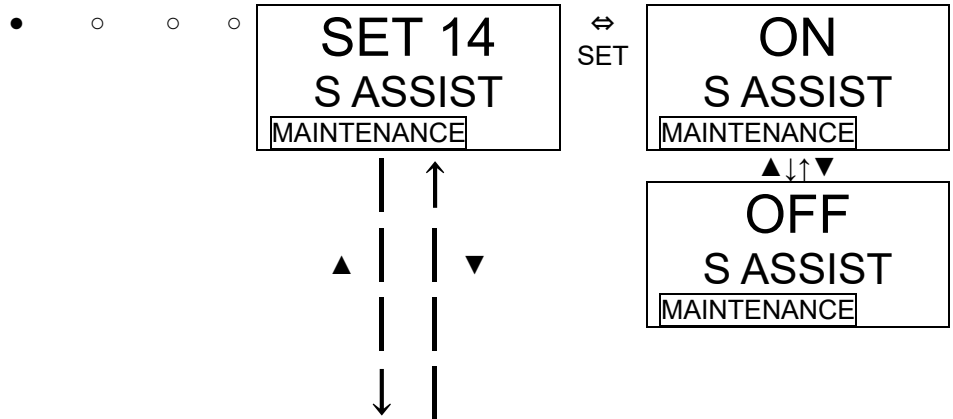 ● ○ ○ ○
SET 14
S ASSIST
MAINTENANCE
⇔
SET
ON
S ASSIST
MAINTENANCE
▲↓↑▼
OFF
S ASSIST
MAINTENANCE
▲ ▼